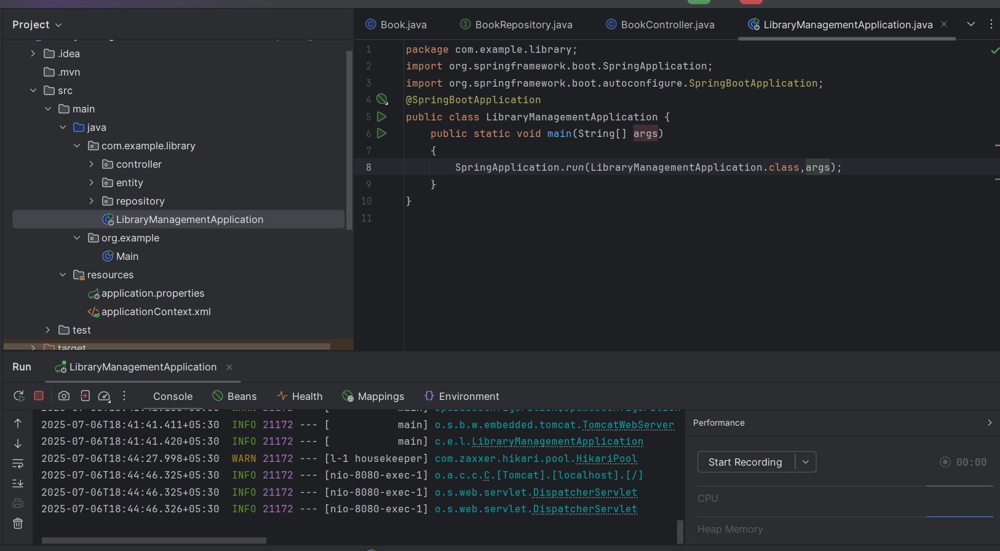 Project
.idea
.mvn
src
main
java
com.example.library
controller
entity
repository
LibraryManagementApplication
org.example
Main
resources
application.properties
applicationContext.xml
test
target
Book.java
BookRepository.java
BookController.java
LibraryManagementApplication.java
1 package com.example.library;
2 import org.springframework.boot.SpringApplication;
3 import org.springframework.boot.autoconfigure.SpringBootApplication;
4 @SpringBootApplication
5 public class LibraryManagementApplication {
6 public static void main(String[] args)
7 {
8 SpringApplication.run(LibraryManagementApplication.class,args);
9 }
10 }
11
Run LibraryManagementApplication
Console Beans Health Mappings Environment
2025-07-06T18:41:41.411+05:30 INFO 21172 --- [ main] o.s.b.w.embedded.tomcat.TomcatWebServer
2025-07-06T18:41:41.420+05:30 INFO 21172 --- [ main] c.e.l.LibraryManagementApplication
2025-07-06T18:44:27.998+05:30 WARN 21172 --- [l-1 housekeeper] com.zaxxer.hikari.pool.HikariPool
2025-07-06T18:44:46.325+05:30 INFO 21172 --- [nio-8080-exec-1] o.a.c.c.C.[Tomcat].[localhost].[/]
2025-07-06T18:44:46.325+05:30 INFO 21172 --- [nio-8080-exec-1] o.s.web.servlet.DispatcherServlet
2025-07-06T18:44:46.326+05:30 INFO 21172 --- [nio-8080-exec-1] o.s.web.servlet.DispatcherServlet
Performance
Start Recording
00:00
CPU
Heap Memory